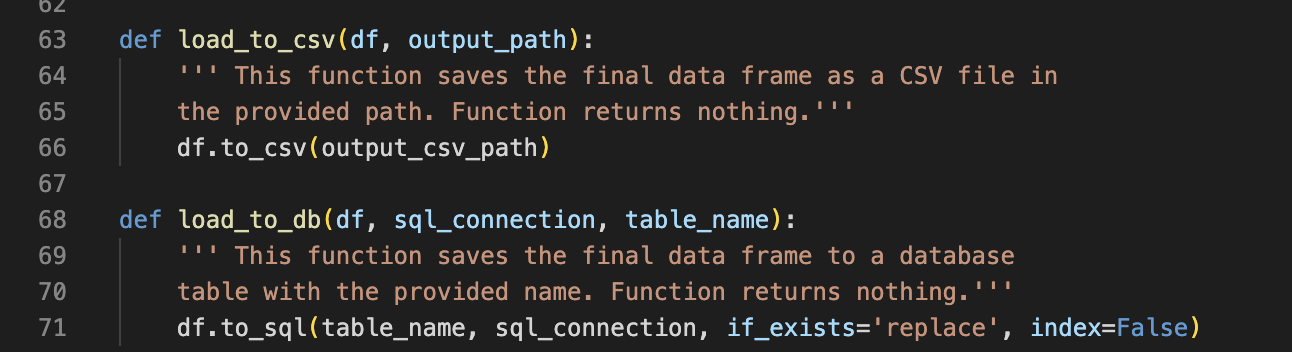 62
63 def load_to_csv(df, output_path):
64 ''' This function saves the final data frame as a CSV file in
65 the provided path. Function returns nothing.'''
66 df.to_csv(output_csv_path)
67
68 def load_to_db(df, sql_connection, table_name):
69 ''' This function saves the final data frame to a database
70 table with the provided name. Function returns nothing.'''
71 df.to_sql(table_name, sql_connection, if_exists='replace', index=False)